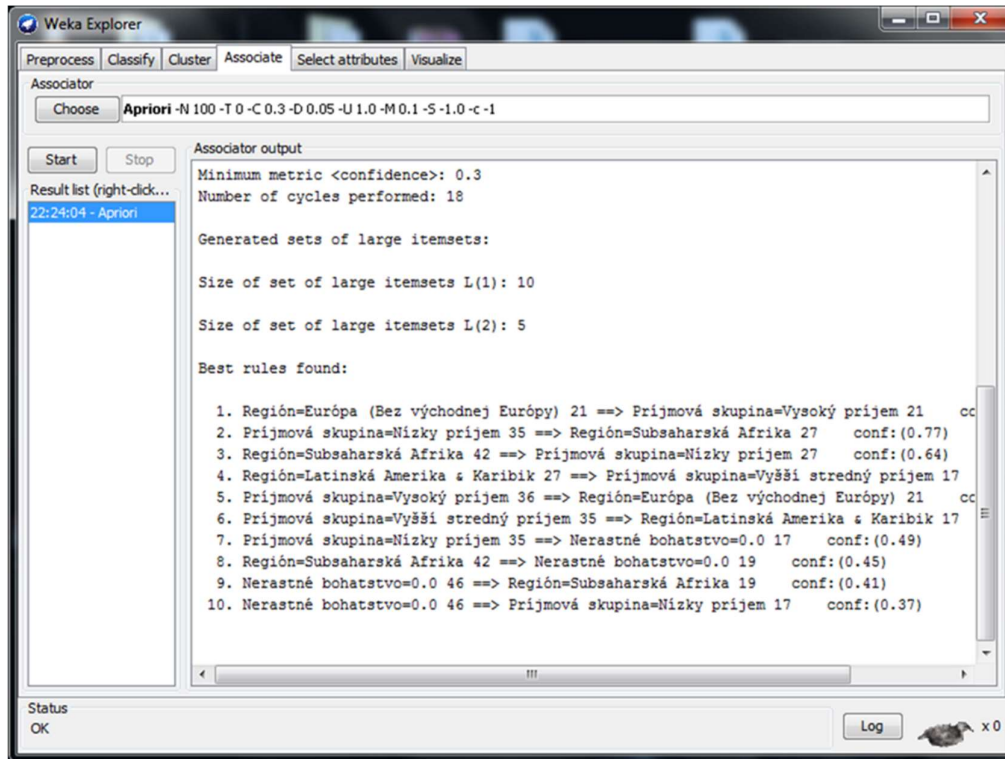 Weka Explorer
Preprocess Classify Cluster Associate Select attributes Visualize
Associator
Choose Apriori -N 100 -T 0 -C 0.3 -D 0.05 -U 1.0 -M 0.1 -S -1.0 -c -1
Start Stop
Result list (right-click...
22:24:04 - Apriori
Associator output
Minimum metric <confidence>: 0.3
Number of cycles performed: 18
Generated sets of large itemsets:
Size of set of large itemsets L(1): 10
Size of set of large itemsets L(2): 5
Best rules found:
1. Región=Európa (Bez východnej Európy) 21 ==> Príjmová skupina=Vysoký príjem 21 cc
2. Príjmová skupina=Nízky príjem 35 ==> Región=Subsaharská Afrika 27 conf:(0.77)
3. Región=Subsaharská Afrika 42 ==> Príjmová skupina=Nízky príjem 27 conf:(0.64)
4. Región=Latinská Amerika & Karibik 27 ==> Príjmová skupina=Vyšší stredný príjem 17
5. Príjmová skupina=Vysoký príjem 36 ==> Región=Európa (Bez východnej Európy) 21 cc
6. Príjmová skupina=Vyšší stredný príjem 35 ==> Región=Latinská Amerika & Karibik 17
7. Príjmová skupina=Nízky príjem 35 ==> Nerastné bohatstvo=0.0 17 conf:(0.49)
8. Región=Subsaharská Afrika 42 ==> Nerastné bohatstvo=0.0 19 conf:(0.45)
9. Nerastné bohatstvo=0.0 46 ==> Región=Subsaharská Afrika 19 conf:(0.41)
10. Nerastné bohatstvo=0.0 46 ==> Príjmová skupina=Nízky príjem 17 conf:(0.37)
Status
OK
Log x 0